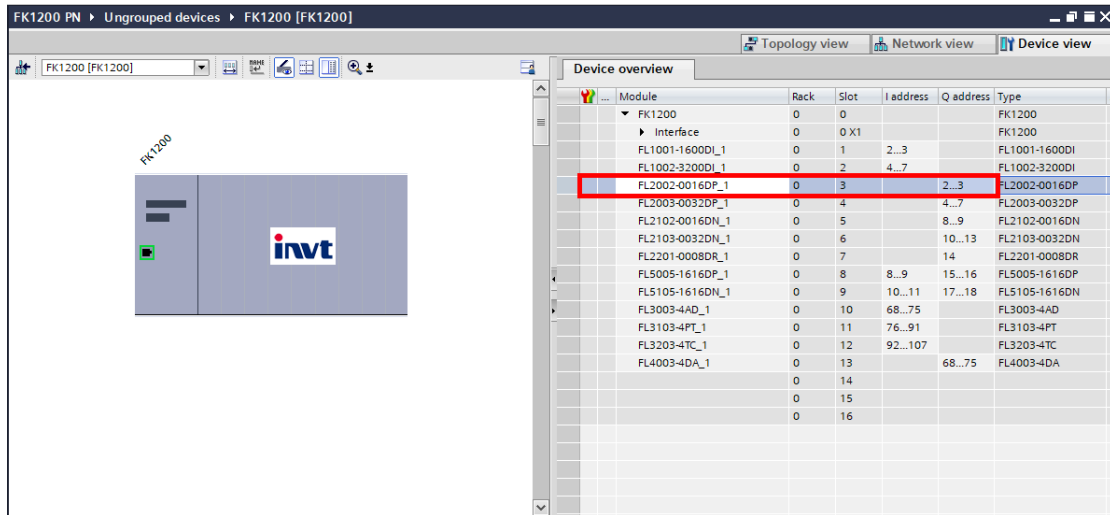 FK1200 PN ▸ Ungrouped devices ▸ FK1200 [FK1200]
Topology view Network view Device view
FK1200 [FK1200]
Device overview
... Module Rack Slot I address Q address Type
FK1200 0 0 FK1200
Interface 0 0 X1 FK1200
FL1001-1600DI_1 0 1 2...3 FL1001-1600DI
FL1002-3200DI_1 0 2 4...7 FL1002-3200DI
FL2002-0016DP_1 0 3 2...3 FL2002-0016DP
FL2003-0032DP_1 0 4 4...7 FL2003-0032DP
FL2102-0016DN_1 0 5 8...9 FL2102-0016DN
FL2103-0032DN_1 0 6 10...13 FL2103-0032DN
FL2201-0008DR_1 0 7 14 FL2201-0008DR
FL5005-1616DP_1 0 8 8...9 15...16 FL5005-1616DP
FL5105-1616DN_1 0 9 10...11 17...18 FL5105-1616DN
FL3003-4AD_1 0 10 68...75 FL3003-4AD
FL3103-4PT_1 0 11 76...91 FL3103-4PT
FL3203-4TC_1 0 12 92...107 FL3203-4TC
FL4003-4DA_1 0 13 68...75 FL4003-4DA
0 14
0 15
0 16
FK1200
invt